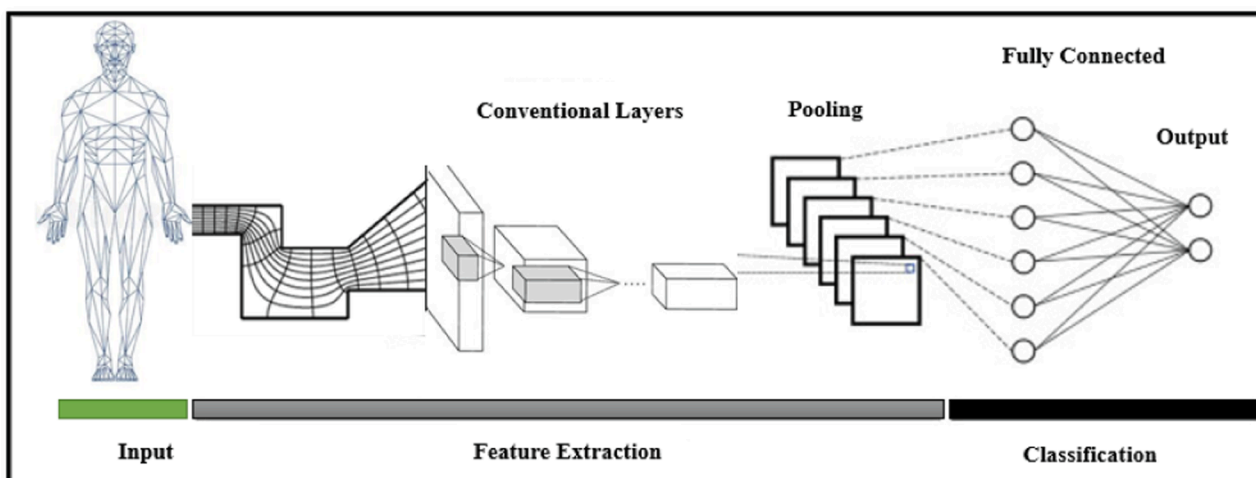 Fully Connected
Conventional Layers
Pooling
Output
Input
Feature Extraction
Classification